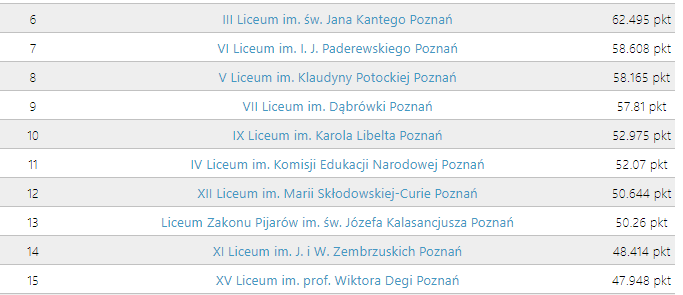 6 III Liceum im. św. Jana Kantego Poznań 62.495 pkt
7 VI Liceum im. I. J. Paderewskiego Poznań 58.608 pkt
8 V Liceum im. Klaudyny Potockiej Poznań 58.165 pkt
9 VII Liceum im. Dąbrówki Poznań 57.81 pkt
10 IX Liceum im. Karola Libelta Poznań 52.975 pkt
11 IV Liceum im. Komisji Edukacji Narodowej Poznań 52.07 pkt
12 XII Liceum im. Marii Skłodowskiej-Curie Poznań 50.644 pkt
13 Liceum Zakonu Pijarów im. św. Józefa Kalasancjusza Poznań 50.26 pkt
14 XI Liceum im. J. i W. Zembrzuskich Poznań 48.414 pkt
15 XV Liceum im. prof. Wiktora Degi Poznań 47.948 pkt